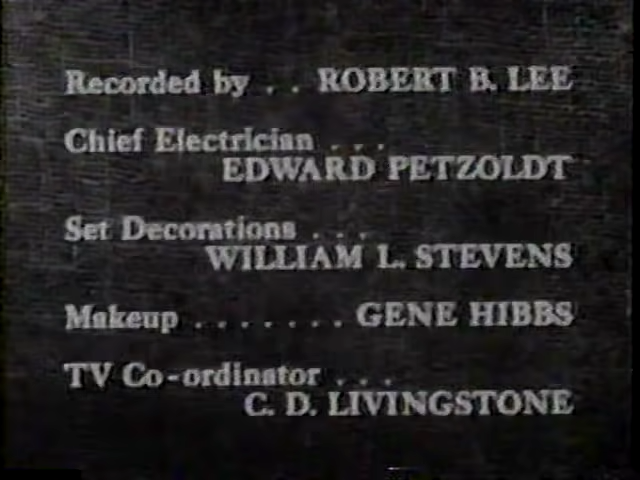 Recorded by . . ROBERT B. LEE
Chief Electrician . . .
EDWARD PETZOLDT
Set Decorations . . .
WILLIAM L. STEVENS
Makeup . . . . . . . GENE HIBBS
TV Co-ordinator . . .
C. D. LIVINGSTONE